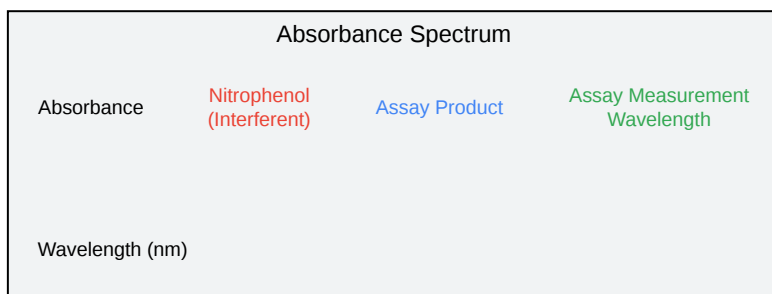 Absorbance Spectrum
Absorbance
Nitrophenol
(Interferent)
Assay Product
Assay Measurement
Wavelength
Wavelength (nm)